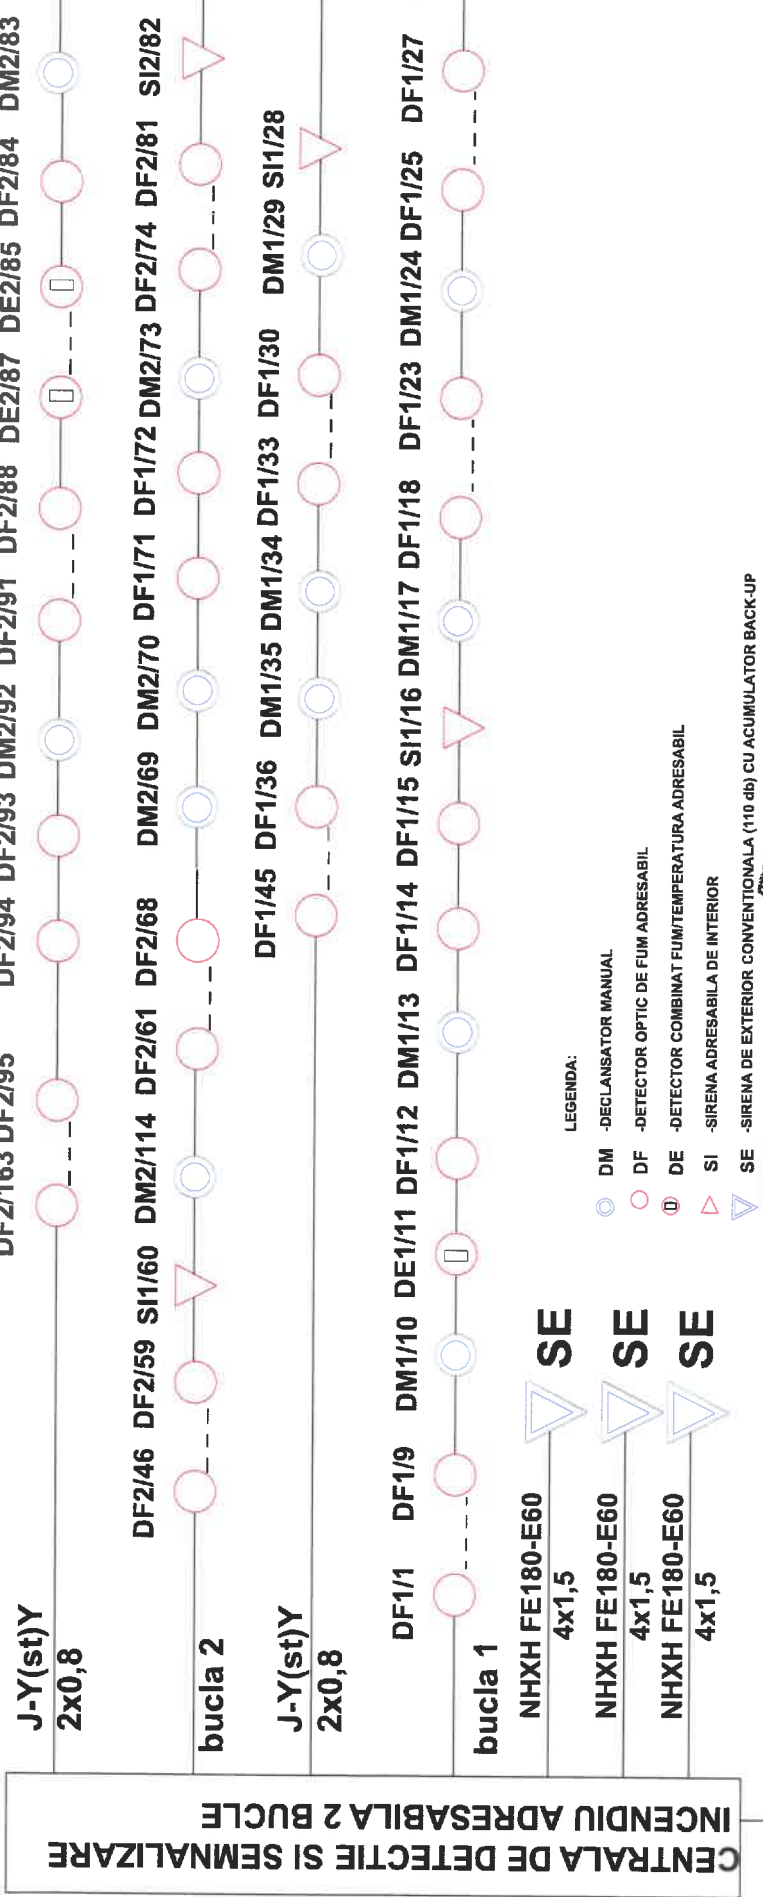 J-Y(st)Y
2x0,8
DF2/163 DF2/95 DF2/94 DF2/93 DM2/92 DF2/91 DF2/88 DE2/87 DE2/85 DF2/84 DM2/83
bucla 2
DF2/46 DF2/59 SI1/60 DM2/114 DF2/61 DF2/68 DM2/69 DM2/70 DF1/71 DF1/72 DM2/73 DF2/74 DF2/81 SI2/82
J-Y(st)Y
2x0,8
DF1/45 DF1/36 DM1/35 DM1/34 DF1/33 DF1/30 DM1/29 SI1/28
DF1/1 DF1/9 DM1/10 DE1/11 DF1/12 DM1/13 DF1/14 DF1/15 SI1/16 DM1/17 DF1/18 DF1/23 DM1/24 DF1/25 DF1/27
bucla 1
NHXH FE180-E60
4x1,5
SE
NHXH FE180-E60
4x1,5
SE
NHXH FE180-E60
4x1,5
SE
CENTRALA DE DETECTIE SI SEMNALIZARE
INCENDIU ADRESABILA 2 BUCLE
LEGENDA:
DM -DECLANSATOR MANUAL
DF -DETECTOR OPTIC DE FUM ADRESABIL
DE -DETECTOR COMBINAT FUM/TEMPERATURA ADRESABIL
SI -SIRENA ADRESABILA DE INTERIOR
SE -SIRENA DE EXTERIOR CONVENTIONALA (110 db) CU ACUMULATOR BACK-UP